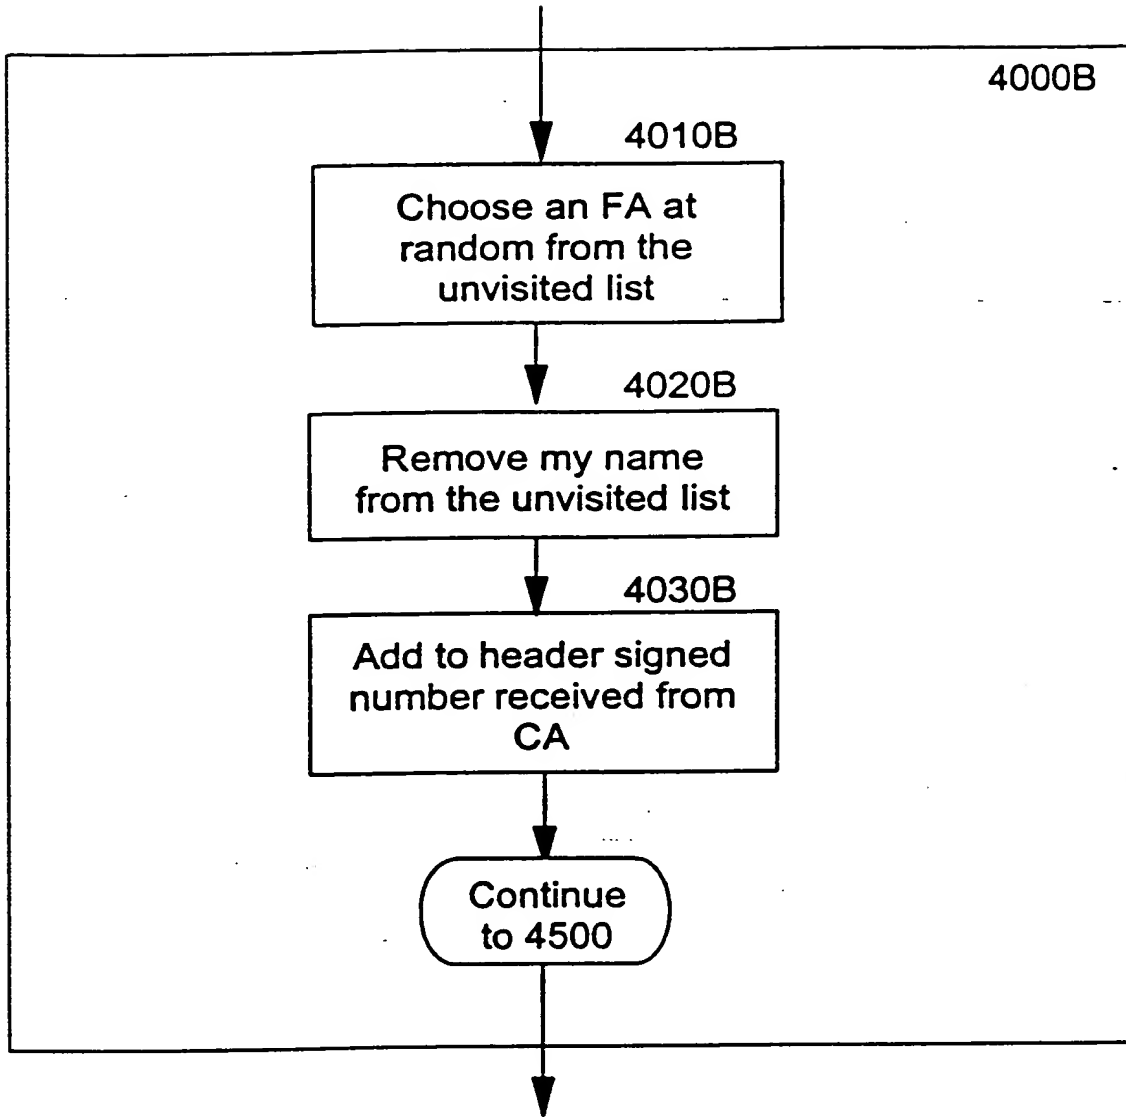 4000B
4010B
Choose an FA at
random from the
unvisited list
4020B
Remove my name
from the unvisited list
4030B
Add to header signed
number received from
CA
Continue
to 4500